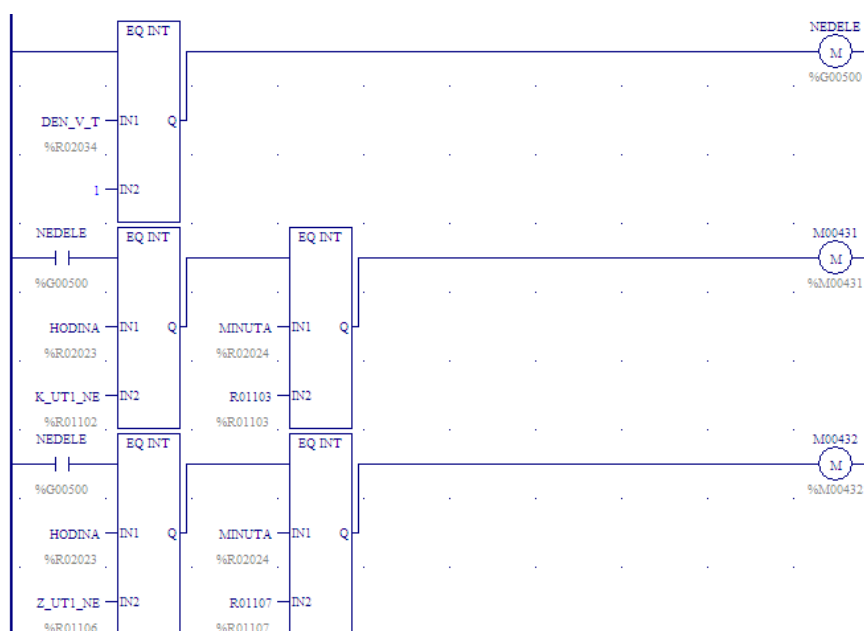 EQ INT
NEDELE
M
%G00500
DEN_V_T IN1 Q
%R02034
1 IN2
NEDELE EQ INT EQ INT M00431
M
%G00500 %M00431
HODINA IN1 Q MINUTA IN1 Q
%R02023 %R02024
K_UT1_NE IN2 R01103 IN2
%R01102 %R01103
NEDELE EQ INT EQ INT M00432
M
%G00500 %M00432
HODINA IN1 Q MINUTA IN1 Q
%R02023 %R02024
Z_UT1_NE IN2 R01107 IN2
%R01106 %R01107